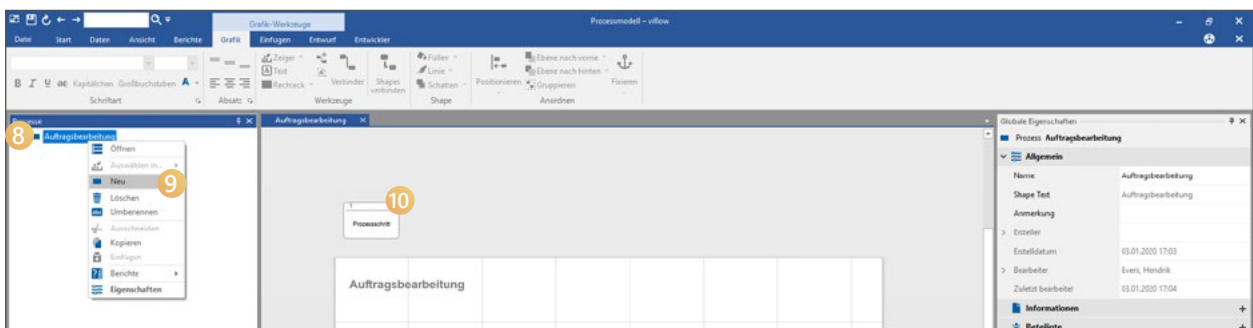 Grafik-Werkzeuge
Prozessmodell – viflow
Datei Start Daten Ansicht Berichte Grafik Einfügen Entwurf Entwickler
Zeiger
Text
Rechteck
Verbinder
Shapes verbinden
Füllen
Linie
Schatten
Positionieren
Ebene nach vorne
Ebene nach hinten
Gruppieren
Fixieren
B I U abc Kapitälchen Großbuchstaben A
Schriftart Absatz Werkzeuge Shape Anordnen
Prozesse
8 Auftragsbearbeitung
Öffnen
Auswählen in...
Neu 9
Löschen
Umbenennen
Ausschneiden
Kopieren
Einfügen
Berichte
Eigenschaften
Auftragsbearbeitung
10
1
Prozessschritt
Auftragsbearbeitung
Globale Eigenschaften
Prozess Auftragsbearbeitung
Allgemein
Name Auftragsbearbeitung
Shape Text Auftragsbearbeitung
Anmerkung
Ersteller
Erstelldatum 03.01.2020 17:03
Bearbeiter Evers, Hendrik
Zuletzt bearbeitet 03.01.2020 17:04
Informationen +
Beteiligte +